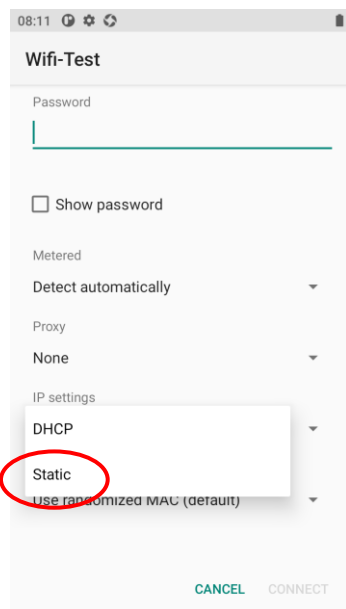 08:11
Wifi-Test
Password
Show password
Metered
Detect automatically
Proxy
None
IP settings
DHCP
Static
Use randomized MAC (default)
CANCEL CONNECT